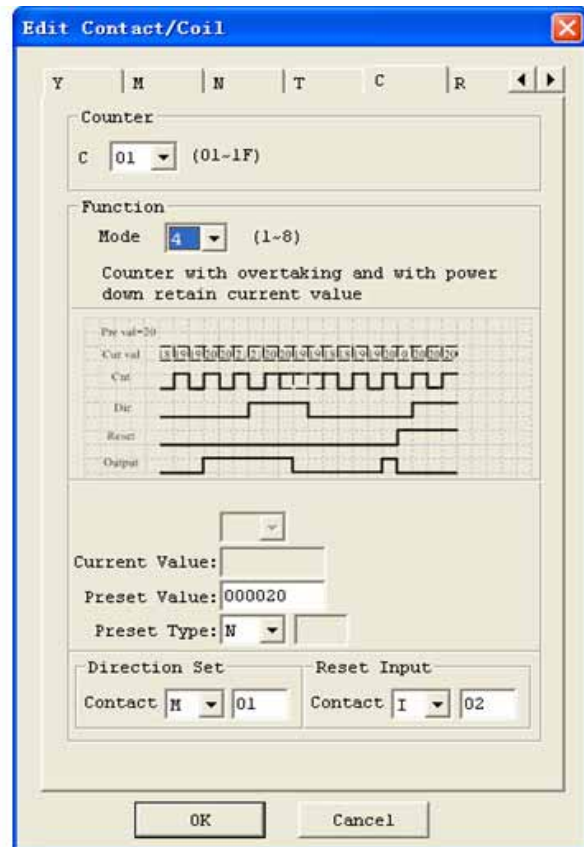 Edit Contact/Coil
Y M N T C R
Counter
C 01 (01~1F)
Function
Mode 4 (1~8)
Counter with overtaking and with power
down retain current value
Pre val=20
Cur val
Cnt
Dir
Reset
Output
Current Value:
Preset Value: 000020
Preset Type: N
Direction Set Reset Input
Contact M 01 Contact I 02
OK Cancel